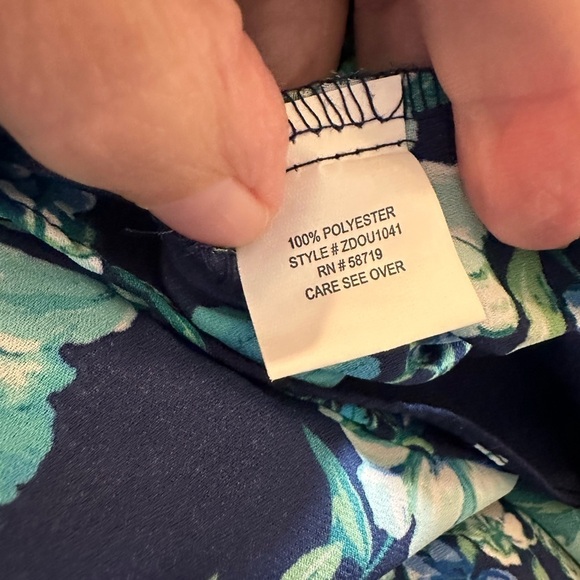 100% POLYESTER
STYLE # ZDOU1041
RN # 58719
CARE SEE OVER